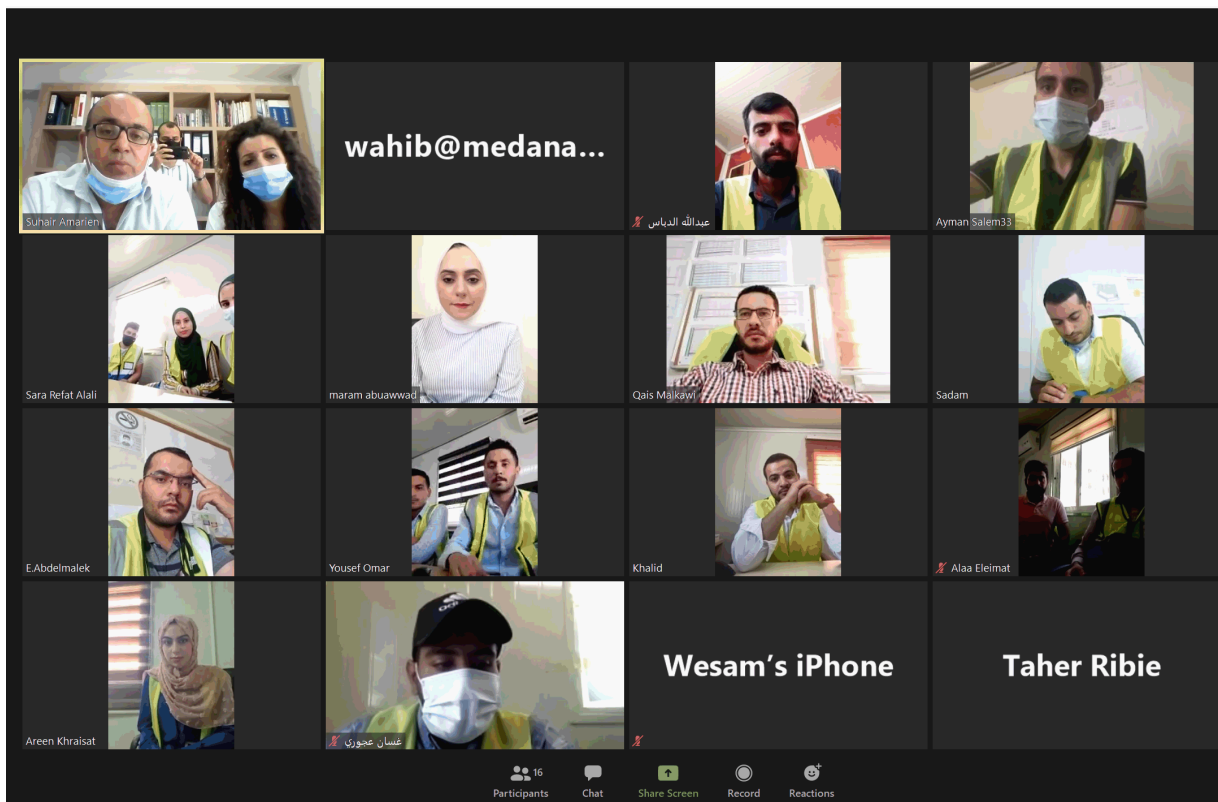 wahib@medana...
Suhair Amarien
عبدالله الدباس
Ayman Salem33
Sara Refat Alali
maram abuawwad
Qais Malkawi
Sadam
E.Abdelmalek
Yousef Omar
Khalid
Alaa Eleimat
adidas
Wesam's iPhone
Taher Ribie
Areen Khraisat
غسان عجوري
16
Participants
Chat
Share Screen
Record
Reactions